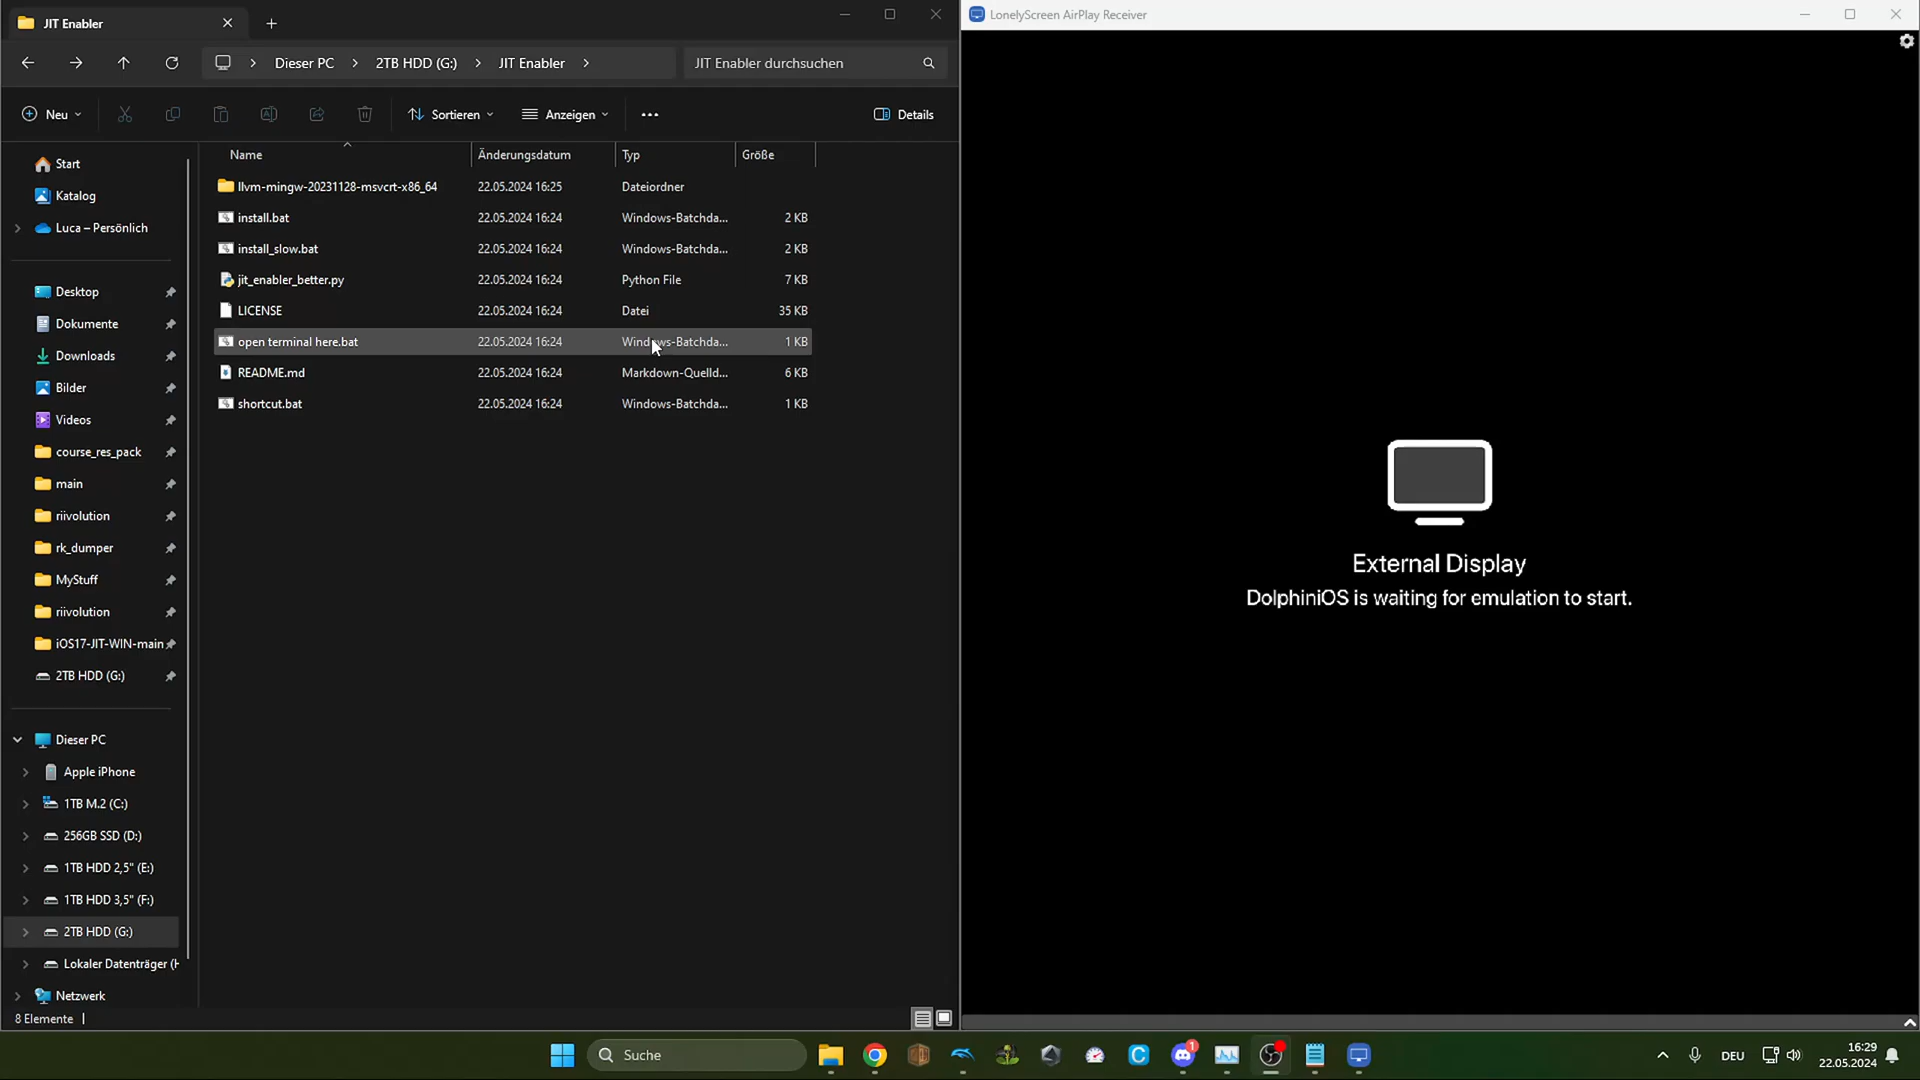 JIT Enabler
Dieser PC
2TB HDD (G:)
JIT Enabler
JIT Enabler durchsuchen
Neu
Sortieren
Anzeigen
Details
Name
Änderungsdatum
Typ
Größe
llvm-mingw-20231128-msvcrt-x86_64
22.05.2024 16:25
Dateiordner
install.bat
22.05.2024 16:24
Windows-Batchda...
2 KB
install_slow.bat
22.05.2024 16:24
Windows-Batchda...
2 KB
jit_enabler_better.py
22.05.2024 16:24
Python File
7 KB
LICENSE
22.05.2024 16:24
Datei
35 KB
open terminal here.bat
22.05.2024 16:24
Windows-Batchda...
1 KB
README.md
22.05.2024 16:24
Markdown-Quelld...
6 KB
shortcut.bat
22.05.2024 16:24
Windows-Batchda...
1 KB
Start
Katalog
Luca – Persönlich
Desktop
Dokumente
Downloads
Bilder
Videos
course_res_pack
main
riivolution
rk_dumper
MyStuff
riivolution
iOS17-JIT-WIN-main
2TB HDD (G:)
Dieser PC
Apple iPhone
1TB M.2 (C:)
256GB SSD (D:)
1TB HDD 2,5" (E:)
1TB HDD 3,5" (F:)
2TB HDD (G:)
Lokaler Datenträger (H
Netzwerk
8 Elemente
LonelyScreen AirPlay Receiver
External Display
DolphiniOS is waiting for emulation to start.
Suche
1
DEU
16:29
22.05.2024